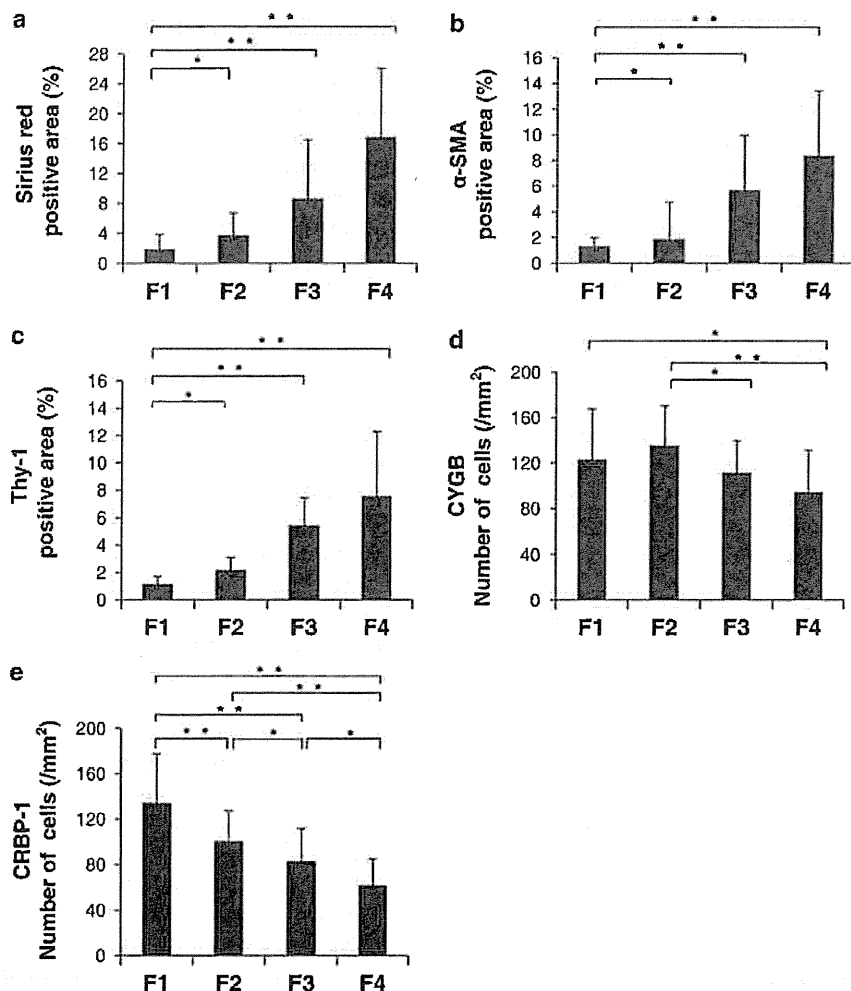 a
* *
* *
*
Sirius red
positive area (%)
28
24
20
16
12
8
4
0
F1 F2 F3 F4
b
* *
* *
*
α-SMA
positive area (%)
16
14
12
10
8
6
4
2
0
F1 F2 F3 F4
c
* *
* *
*
Thy-1
positive area (%)
16
14
12
10
8
6
4
2
0
F1 F2 F3 F4
d
*
* *
*
CYGB
Number of cells (/mm²)
200
160
120
80
40
0
F1 F2 F3 F4
e
* *
* *
* *
* * * *
CRBP-1
Number of cells (/mm²)
200
160
120
80
40
0
F1 F2 F3 F4